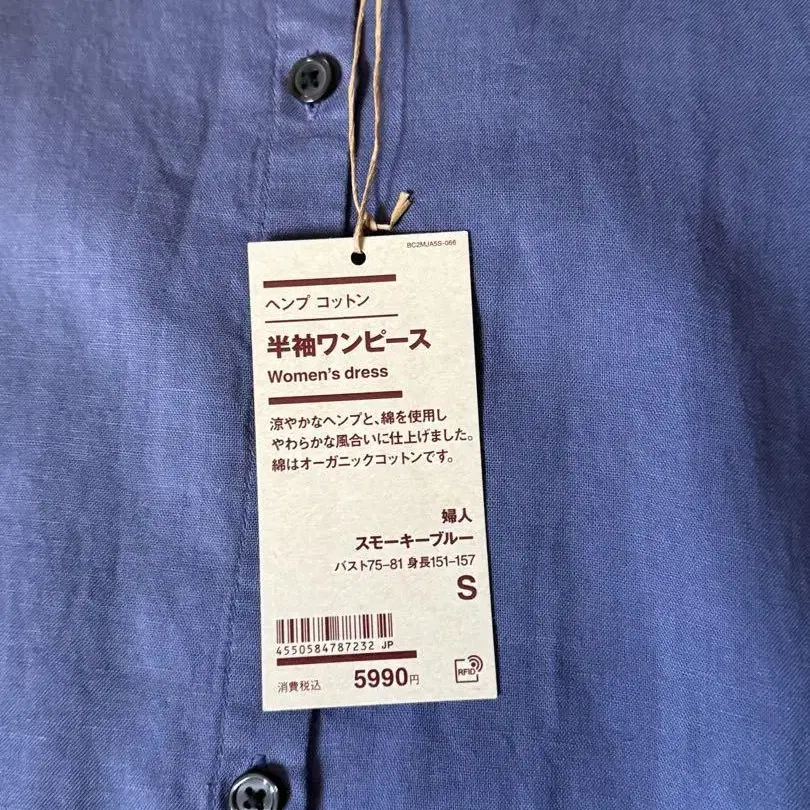 BC2MJA5S-066
ヘンプ コットン
半袖ワンピース
Women's dress
涼やかなヘンプと、綿を使用し
やわらかな風合いに仕上げました。
綿はオーガニックコットンです。
婦人
スモーキーブルー
バスト75–81 身長151–157
S
4550584787232 JP
消費税込 5990円
RFID